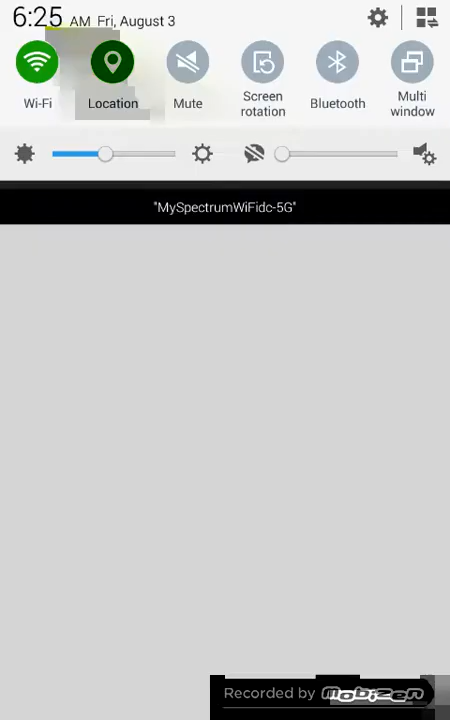 6:25 AM Fri, August 3
Wi-Fi
Location
Mute
Screen rotation
Bluetooth
Multi window
"MySpectrumWiFidc-5G"
Recorded by mobizen